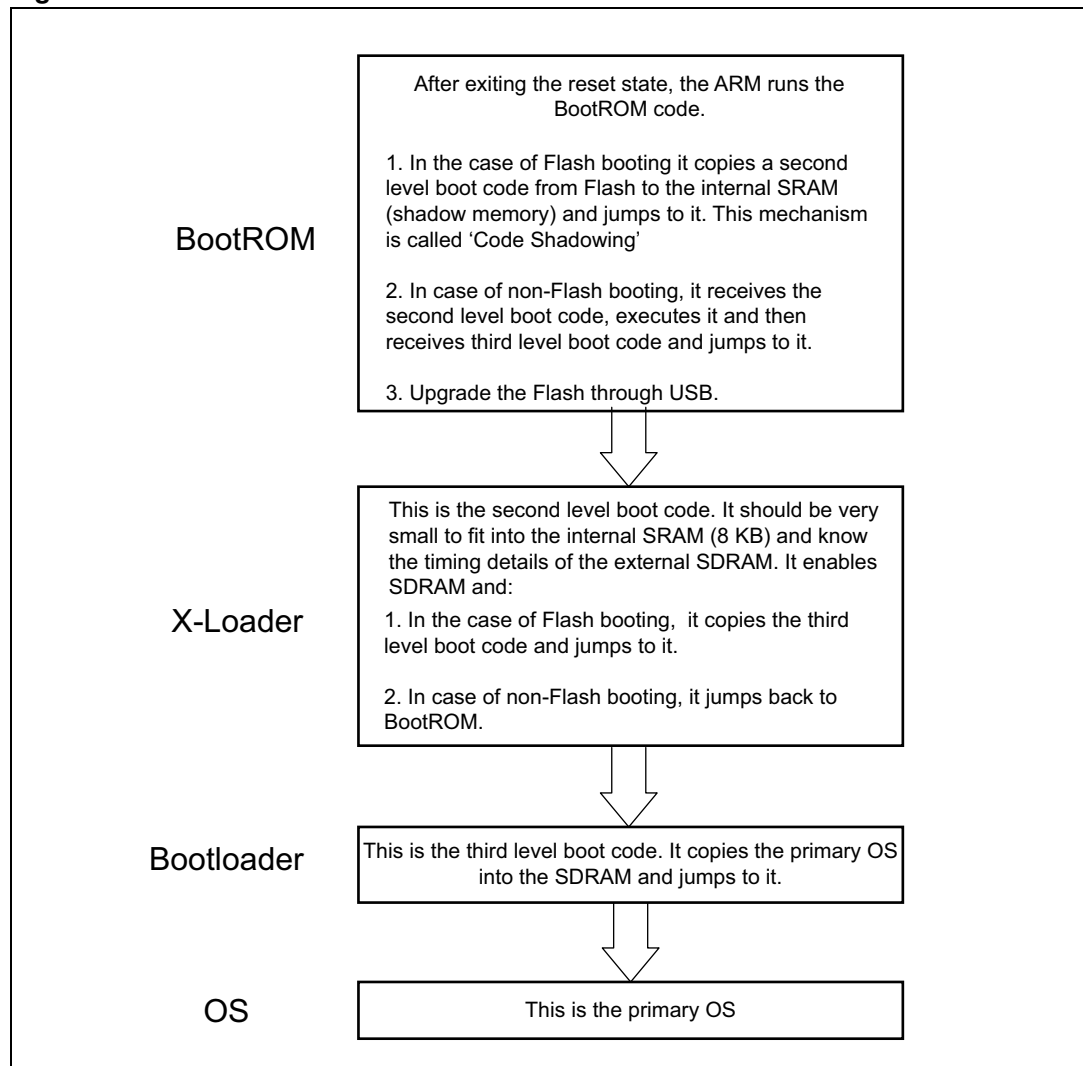 After exiting the reset state, the ARM runs the
BootROM code.
1. In the case of Flash booting it copies a second
level boot code from Flash to the internal SRAM
(shadow memory) and jumps to it. This mechanism
is called ‘Code Shadowing’
2. In case of non-Flash booting, it receives the
second level boot code, executes it and then
receives third level boot code and jumps to it.
3. Upgrade the Flash through USB.
BootROM
This is the second level boot code. It should be very
small to fit into the internal SRAM (8 KB) and know
the timing details of the external SDRAM. It enables
SDRAM and:
1. In the case of Flash booting, it copies the third
level boot code and jumps to it.
2. In case of non-Flash booting, it jumps back to
BootROM.
X-Loader
This is the third level boot code. It copies the primary OS
into the SDRAM and jumps to it.
Bootloader
This is the primary OS
OS